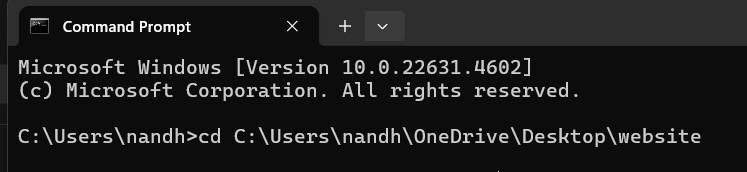 Command Prompt
Microsoft Windows [Version 10.0.22631.4602]
(c) Microsoft Corporation. All rights reserved.
C:\Users\nandh>cd C:\Users\nandh\OneDrive\Desktop\website